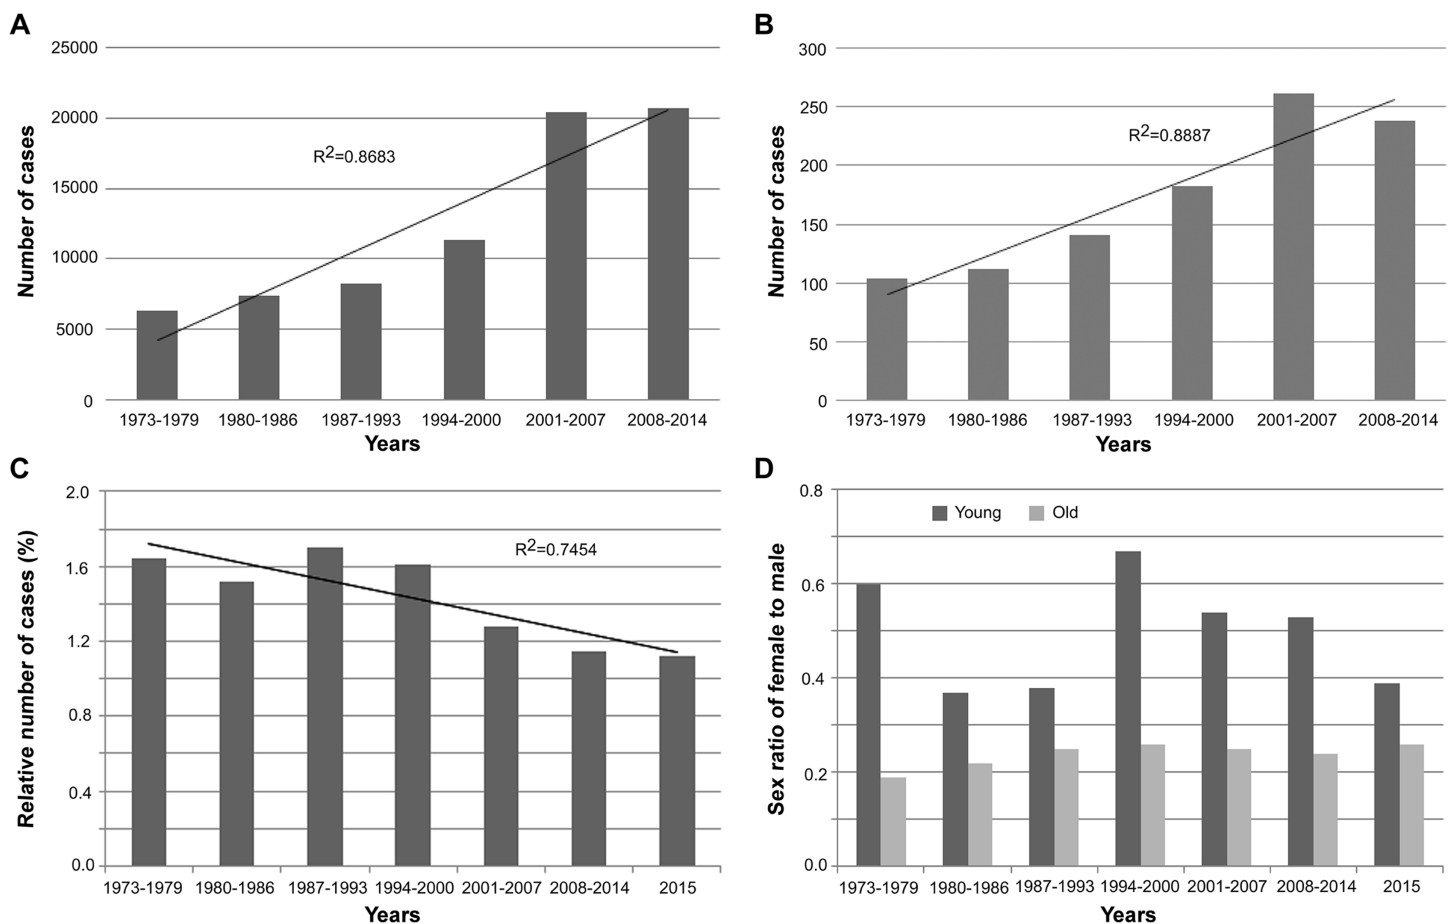 A
Number of cases
25000
20000
15000
10000
5000
0
R2=0.8683
1973-1979 1980-1986 1987-1993 1994-2000 2001-2007 2008-2014
Years
B
Number of cases
300
250
200
150
100
50
0
R2=0.8887
1973-1979 1980-1986 1987-1993 1994-2000 2001-2007 2008-2014
Years
C
Relative number of cases (%)
2.0
1.6
1.2
0.8
0.4
0.0
R2=0.7454
1973-1979 1980-1986 1987-1993 1994-2000 2001-2007 2008-2014 2015
Years
D
Sex ratio of female to male
0.8
0.6
0.4
0.2
0.0
Young Old
1973-1979 1980-1986 1987-1993 1994-2000 2001-2007 2008-2014 2015
Years